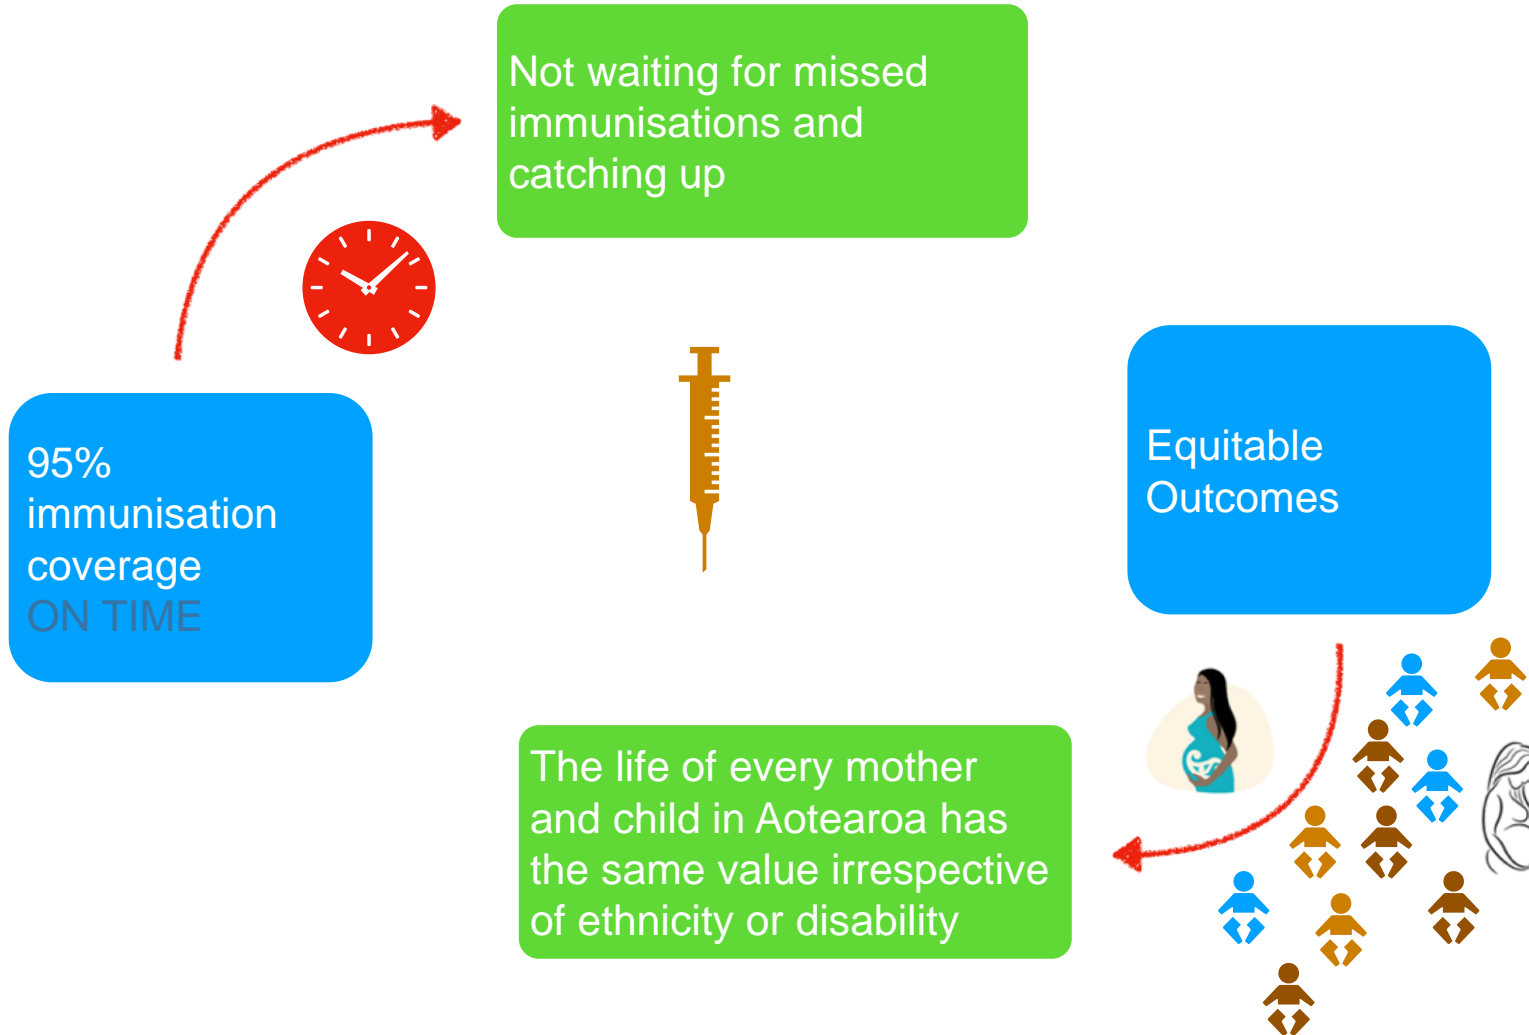 Not waiting for missed
immunisations and
catching up
95%
immunisation
coverage
ON TIME
Equitable
Outcomes
The life of every mother
and child in Aotearoa has
the same value irrespective
of ethnicity or disability